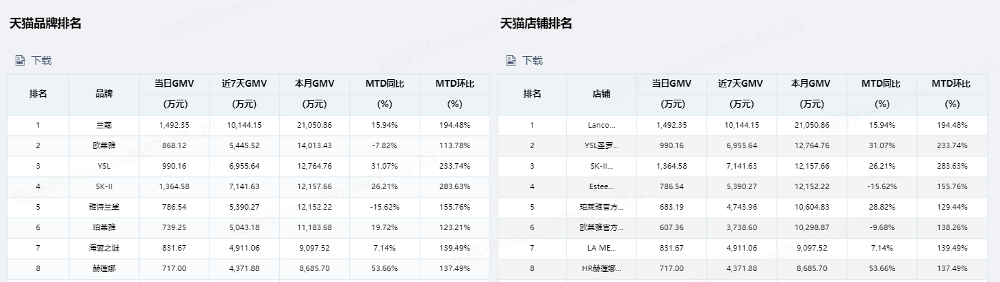 天猫品牌排名
下载
排名 品牌 当日GMV 近7天GMV 本月GMV MTD同比 MTD环比
(万元) (万元) (万元) (%) (%)
1 兰蔻 1,492.35 10,144.15 21,050.86 15.94% 194.48%
2 欧莱雅 868.12 5,445.52 14,013.43 -7.82% 113.78%
3 YSL 990.16 6,955.64 12,764.76 31.07% 233.74%
4 SK-II 1,364.58 7,141.63 12,157.66 26.21% 283.63%
5 雅诗兰黛 786.54 5,390.27 12,152.22 -15.62% 155.76%
6 珀莱雅 739.25 5,043.18 11,183.68 19.72% 123.21%
7 海蓝之谜 831.67 4,911.06 9,097.52 7.14% 139.49%
8 赫莲娜 717.00 4,371.88 8,685.70 53.66% 137.49%
天猫店铺排名
下载
排名 店铺 当日GMV 近7天GMV 本月GMV MTD同比 MTD环比
(万元) (万元) (万元) (%) (%)
1 Lanco... 1,492.35 10,144.15 21,050.86 15.94% 194.48%
2 YSL圣罗... 990.16 6,955.64 12,764.76 31.07% 233.74%
3 SK-II... 1,364.58 7,141.63 12,157.66 26.21% 283.63%
4 Estee... 786.54 5,390.27 12,152.22 -15.62% 155.76%
5 珀莱雅官方... 683.19 4,743.96 10,604.83 28.82% 129.44%
6 欧莱雅官方... 607.36 3,738.60 10,298.87 -9.68% 138.26%
7 LA ME... 831.67 4,911.06 9,097.52 7.14% 139.49%
8 HR赫莲娜... 717.00 4,371.88 8,685.70 53.66% 137.49%
花西子laoxuan2023-08-23